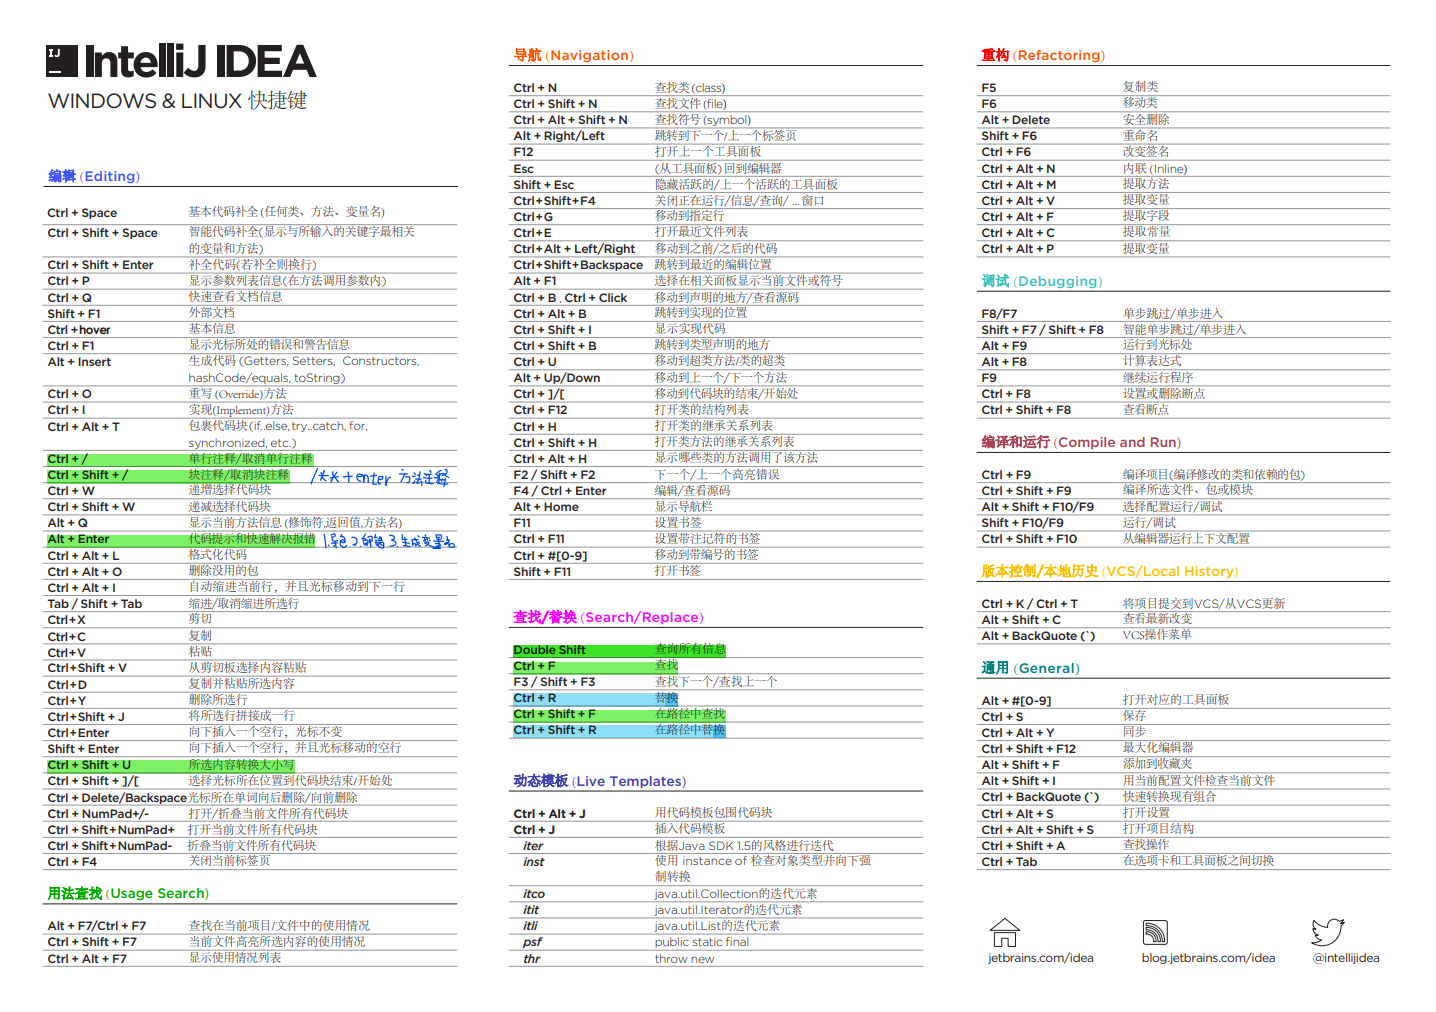 IntelliJ IDEA
WINDOWS & LINUX 快捷键
编辑 (Editing)
Ctrl + Space 基本代码补全 (任何类、方法、变量名)
Ctrl + Shift + Space 智能代码补全(显示与所输入的关键字最相关
的变量和方法)
Ctrl + Shift + Enter 补全代码(若补全则换行)
Ctrl + P 显示参数列表信息(在方法调用参数内)
Ctrl + Q 快速查看文档信息
Shift + F1 外部文档
Ctrl +hover 基本信息
Ctrl + F1 显示光标所处的错误和警告信息
Alt + Insert 生成代码 (Getters, Setters, Constructors,
hashCode/equals, toString)
Ctrl + O 重写 (Override)方法
Ctrl + I 实现(Implement)方法
Ctrl + Alt + T 包裹代码块(if..else, try..catch, for,
synchronized, etc.)
Ctrl + / 单行注释/取消单行注释
Ctrl + Shift + / 块注释/取消块注释 /**+enter 方法注释
Ctrl + W 递增选择代码块
Ctrl + Shift + W 递减选择代码块
Alt + Q 显示当前方法信息 (修饰符,返回值,方法名)
Alt + Enter 代码提示和快速解决报错 1.导包 2.纠错 3.生成变量名
Ctrl + Alt + L 格式化代码
Ctrl + Alt + O 删除没用的包
Ctrl + Alt + I 自动缩进当前行，并且光标移动到下一行
Tab / Shift + Tab 缩进/取消缩进所选行
Ctrl+X 剪切
Ctrl+C 复制
Ctrl+V 粘贴
Ctrl+Shift + V 从剪切板选择内容粘贴
Ctrl+D 复制并粘贴所选内容
Ctrl+Y 删除所选行
Ctrl+Shift + J 将所选行拼接成一行
Ctrl+Enter 向下插入一个空行，光标不变
Shift + Enter 向下插入一个空行，并且光标移动的空行
Ctrl + Shift + U 所选内容转换大小写
Ctrl + Shift + ]/[ 选择光标所在位置到代码块结束/开始处
Ctrl + Delete/Backspace 光标所在单词向后删除/向前删除
Ctrl + NumPad+/- 打开/折叠当前文件所有代码块
Ctrl + Shift+NumPad+ 打开当前文件所有代码块
Ctrl + Shift+NumPad- 折叠当前文件所有代码块
Ctrl + F4 关闭当前标签页
用法查找 (Usage Search)
Alt + F7/Ctrl + F7 查找在当前项目/文件中的使用情况
Ctrl + Shift + F7 当前文件高亮所选内容的使用情况
Ctrl + Alt + F7 显示使用情况列表
导航 (Navigation)
Ctrl + N 查找类 (class)
Ctrl + Shift + N 查找文件 (file)
Ctrl + Alt + Shift + N 查找符号 (symbol)
Alt + Right/Left 跳转到下一个/上一个标签页
F12 打开上一个工具面板
Esc (从工具面板) 回到编辑器
Shift + Esc 隐藏活跃的/上一个活跃的工具面板
Ctrl+Shift+F4 关闭正在运行/信息/查询/ ... 窗口
Ctrl+G 移动到指定行
Ctrl+E 打开最近文件列表
Ctrl+Alt + Left/Right 移动到之前/之后的代码
Ctrl+Shift+Backspace 跳转到最近的编辑位置
Alt + F1 选择在相关面板显示当前文件或符号
Ctrl + B , Ctrl + Click 移动到声明的地方/查看源码
Ctrl + Alt + B 跳转到实现的位置
Ctrl + Shift + I 显示实现代码
Ctrl + Shift + B 跳转到类型声明的地方
Ctrl + U 移动到超类方法/类的超类
Alt + Up/Down 移动到上一个/下一个方法
Ctrl + ]/[ 移动到代码块的结束/开始处
Ctrl + F12 打开类的结构列表
Ctrl + H 打开类的继承关系列表
Ctrl + Shift + H 打开类方法的继承关系列表
Ctrl + Alt + H 显示哪些类的方法调用了该方法
F2 / Shift + F2 下一个/上一个高亮错误
F4 / Ctrl + Enter 编辑/查看源码
Alt + Home 显示导航栏
F11 设置书签
Ctrl + F11 设置带注记符的书签
Ctrl + #[0-9] 移动到带编号的书签
Shift + F11 打开书签
查找/替换 (Search/Replace)
Double Shift 查询所有信息
Ctrl + F 查找
F3 / Shift + F3 查找下一个/查找上一个
Ctrl + R 替换
Ctrl + Shift + F 在路径中查找
Ctrl + Shift + R 在路径中替换
动态模板 (Live Templates)
Ctrl + Alt + J 用代码模板包围代码块
Ctrl + J 插入代码模板
iter 根据Java SDK 1.5的风格进行迭代
inst 使用 instance of 检查对象类型并向下强
制转换
itco java.util.Collection的迭代元素
itit java.util.Iterator的迭代元素
itli java.util.List的迭代元素
psf public static final
thr throw new
重构 (Refactoring)
F5 复制类
F6 移动类
Alt + Delete 安全删除
Shift + F6 重命名
Ctrl + F6 改变签名
Ctrl + Alt + N 内联 (Inline)
Ctrl + Alt + M 提取方法
Ctrl + Alt + V 提取变量
Ctrl + Alt + F 提取字段
Ctrl + Alt + C 提取常量
Ctrl + Alt + P 提取变量
调试 (Debugging)
F8/F7 单步跳过/单步进入
Shift + F7 / Shift + F8 智能单步跳过/单步进入
Alt + F9 运行到光标处
Alt + F8 计算表达式
F9 继续运行程序
Ctrl + F8 设置或删除断点
Ctrl + Shift + F8 查看断点
编译和运行 (Compile and Run)
Ctrl + F9 编译项目(编译修改的类和依赖的包)
Ctrl + Shift + F9 编译所选文件、包或模块
Alt + Shift + F10/F9 选择配置运行/调试
Shift + F10/F9 运行/调试
Ctrl + Shift + F10 从编辑器运行上下文配置
版本控制/本地历史 (VCS/Local History)
Ctrl + K / Ctrl + T 将项目提交到VCS/从VCS更新
Alt + Shift + C 查看最新改变
Alt + BackQuote (`) VCS操作菜单
通用 (General)
Alt + #[0-9] 打开对应的工具面板
Ctrl + S 保存
Ctrl + Alt + Y 同步
Ctrl + Shift + F12 最大化编辑器
Alt + Shift + F 添加到收藏夹
Alt + Shift + I 用当前配置文件检查当前文件
Ctrl + BackQuote (`) 快速转换现有组合
Ctrl + Alt + S 打开设置
Ctrl + Alt + Shift + S 打开项目结构
Ctrl + Shift + A 查找操作
Ctrl + Tab 在选项卡和工具面板之间切换
jetbrains.com/idea
blog.jetbrains.com/idea
@intellijidea